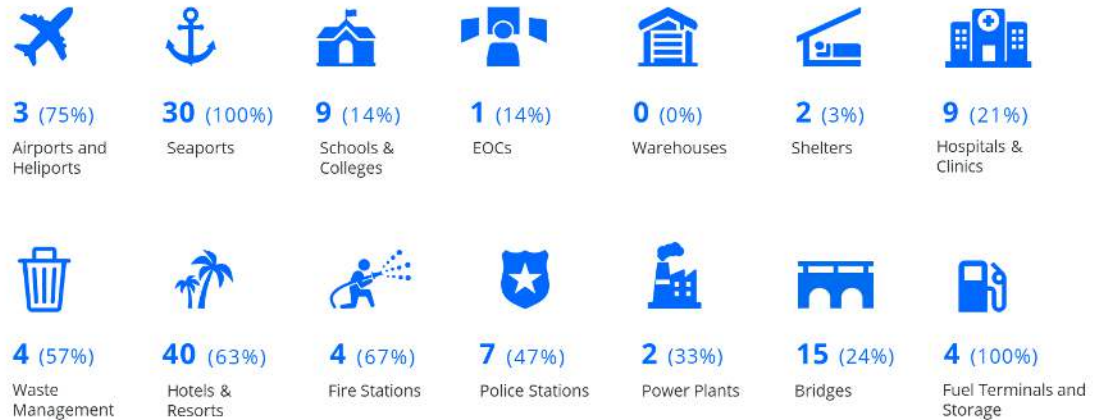 3 (75%)
Airports and
Heliports
30 (100%)
Seaports
9 (14%)
Schools &
Colleges
1 (14%)
EOCs
0 (0%)
Warehouses
2 (3%)
Shelters
9 (21%)
Hospitals &
Clinics
4 (57%)
Waste
Management
40 (63%)
Hotels &
Resorts
4 (67%)
Fire Stations
7 (47%)
Police Stations
2 (33%)
Power Plants
15 (24%)
Bridges
4 (100%)
Fuel Terminals and
Storage